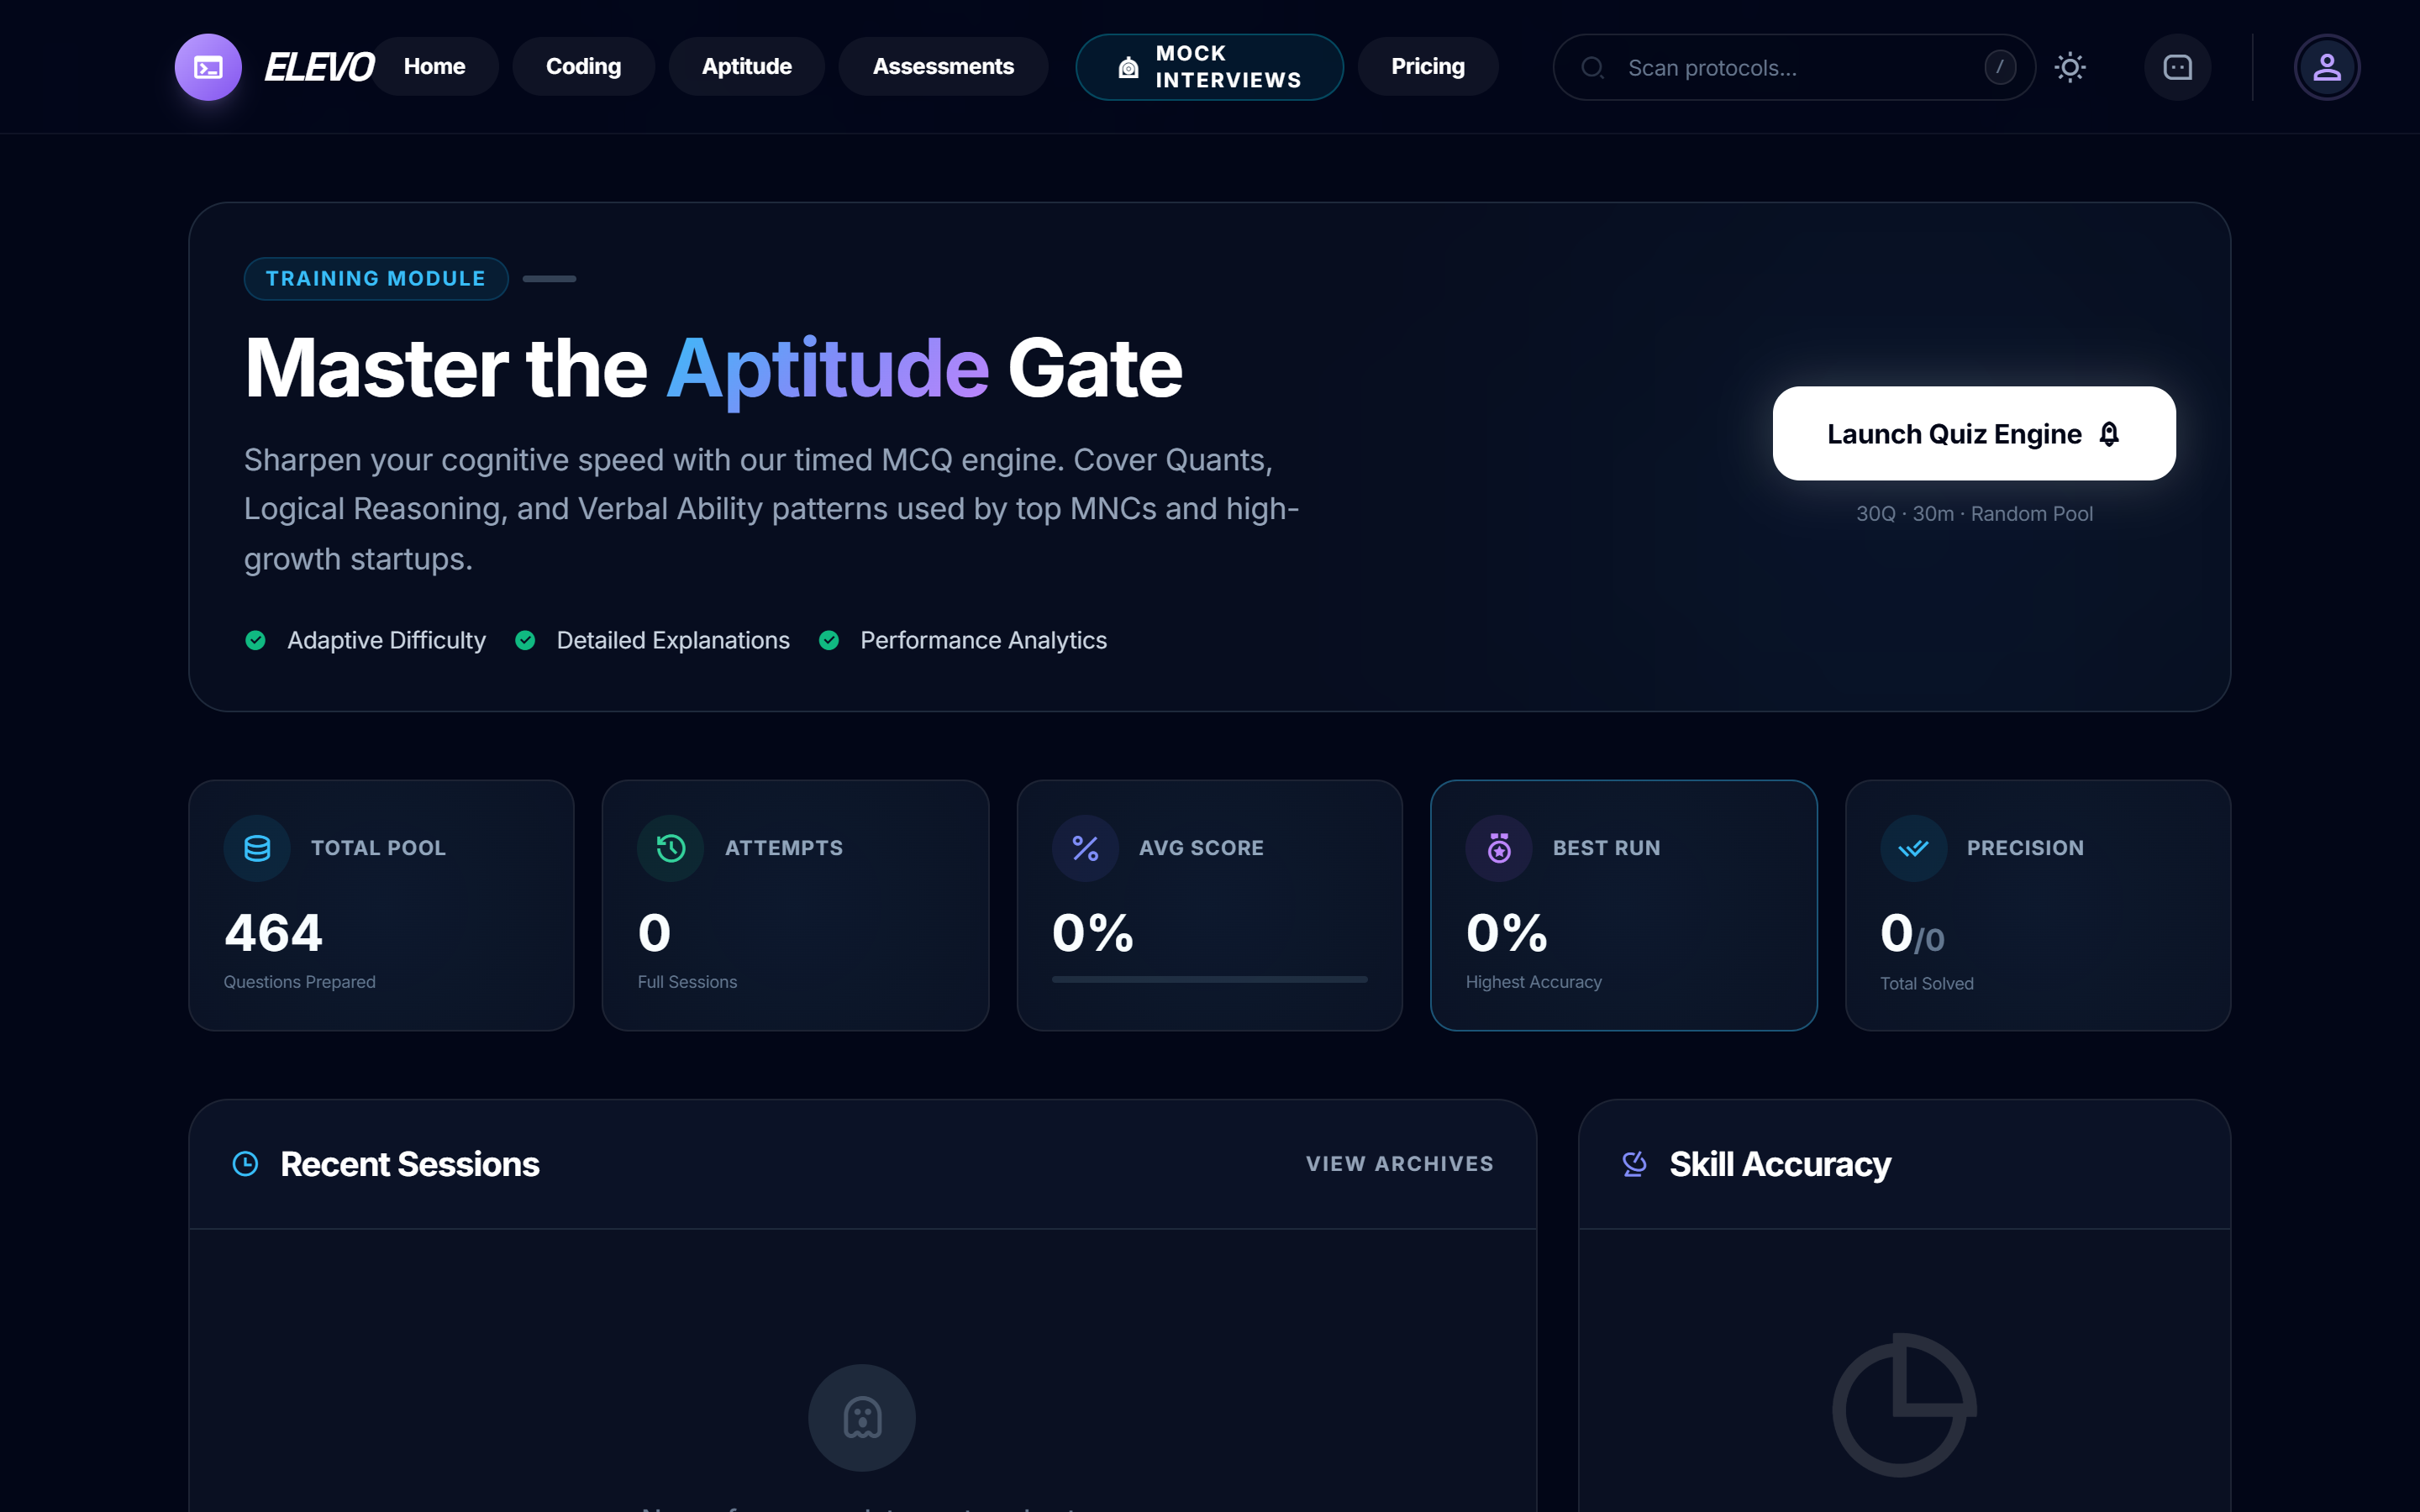 ELEVO
Home
Coding
Aptitude
Assessments
MOCK
INTERVIEWS
Pricing
Scan protocols...
/
TRAINING MODULE
Master the Aptitude Gate
Sharpen your cognitive speed with our timed MCQ engine. Cover Quants,
Logical Reasoning, and Verbal Ability patterns used by top MNCs and high-
growth startups.
Adaptive Difficulty
Detailed Explanations
Performance Analytics
Launch Quiz Engine
30Q · 30m · Random Pool
TOTAL POOL
464
Questions Prepared
ATTEMPTS
0
Full Sessions
AVG SCORE
0%
BEST RUN
0%
Highest Accuracy
PRECISION
0/0
Total Solved
Recent Sessions
VIEW ARCHIVES
Skill Accuracy